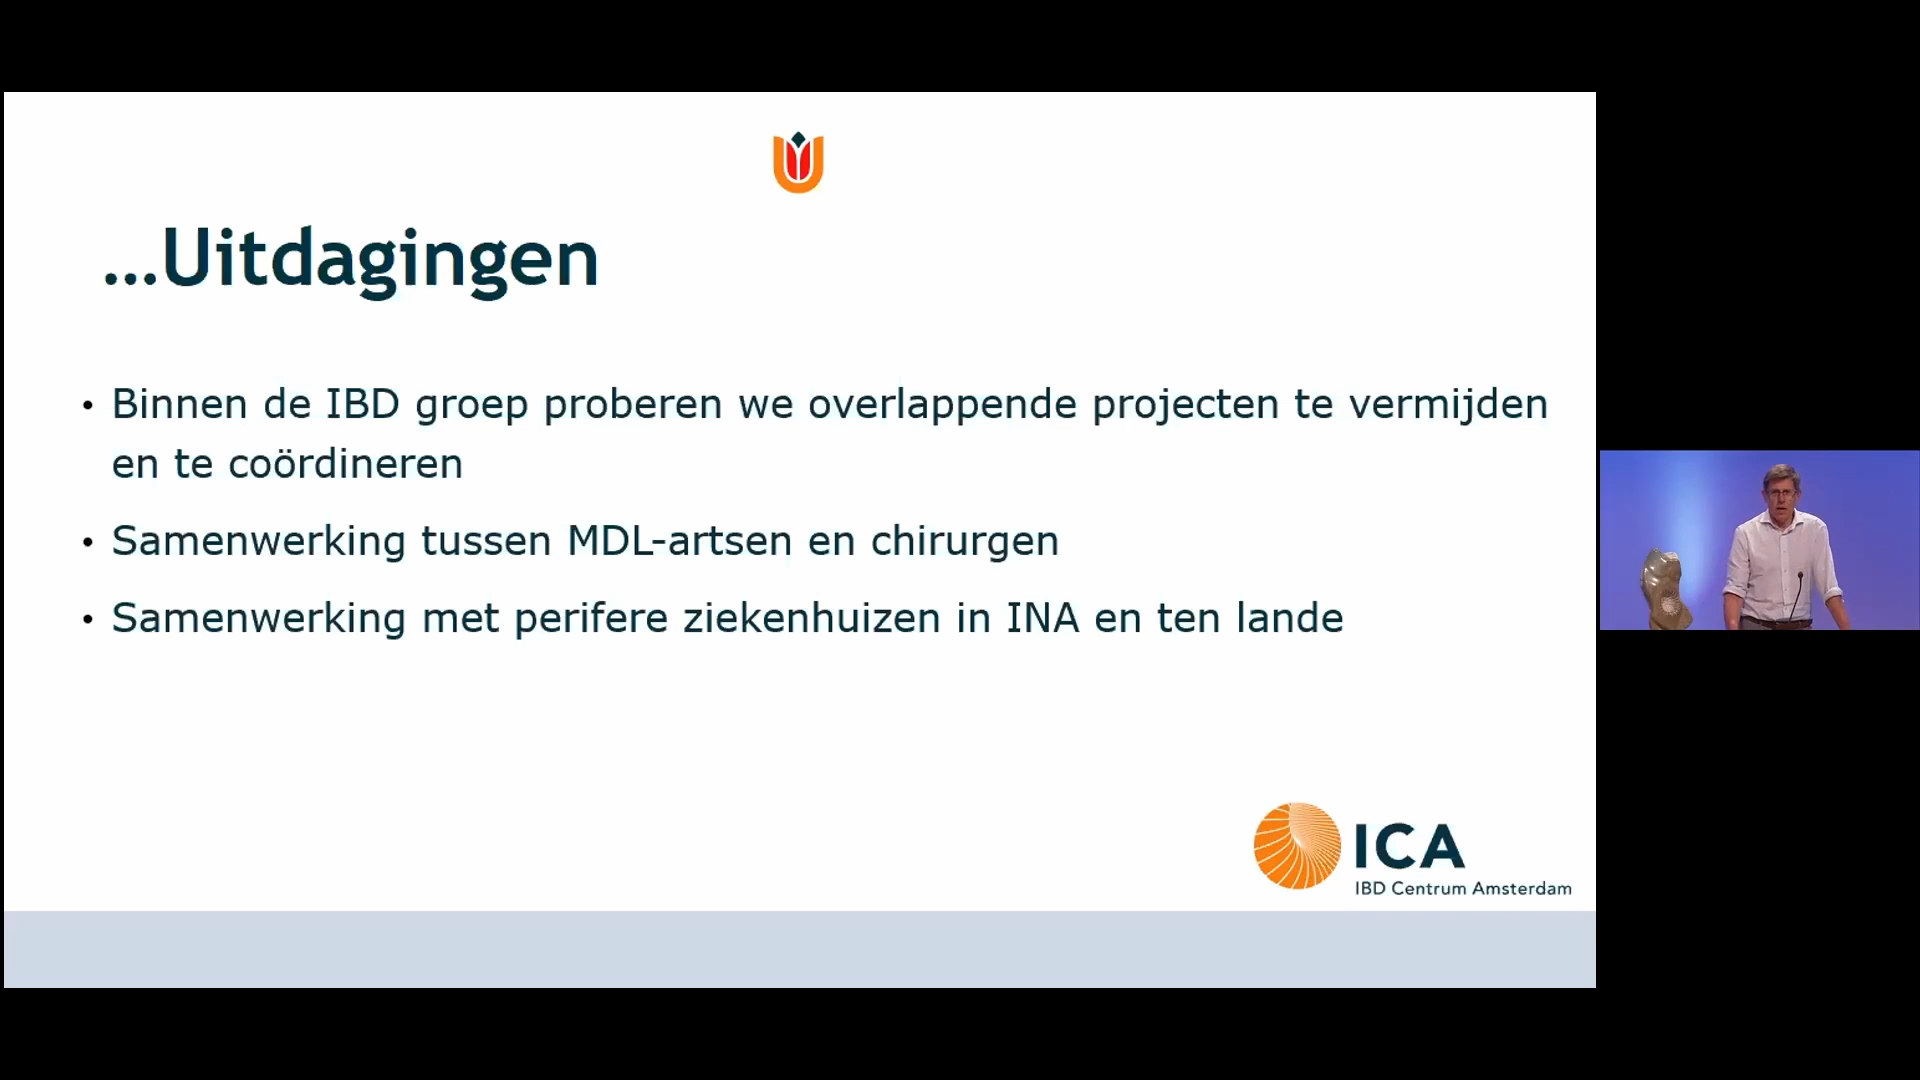 ...Uitdagingen
• Binnen de IBD groep proberen we overlappende projecten te vermijden
en te coördineren
• Samenwerking tussen MDL-artsen en chirurgen
• Samenwerking met perifere ziekenhuizen in INA en ten lande
ICA
IBD Centrum Amsterdam